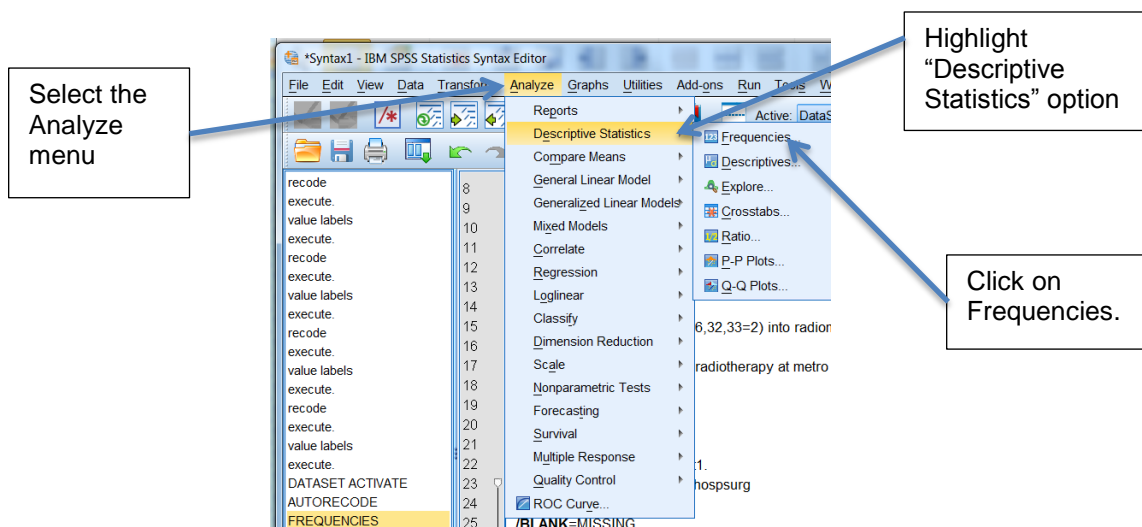 Select the
Analyze
menu
Highlight
“Descriptive
Statistics” option
Click on
Frequencies.
*Syntax1 - IBM SPSS Statistics Syntax Editor
File Edit View Data Analyze Graphs Utilities Add-ons Run
Active:
Reports
Descriptive Statistics
Compare Means
General Linear Model
Generalized Linear Models
Mixed Models
Correlate
Regression
Loglinear
Classify
Dimension Reduction
Scale
Nonparametric Tests
Forecasting
Survival
Multiple Response
Quality Control
ROC Curve...
123 Frequencies...
Descriptives...
Explore...
Crosstabs...
1/2 Ratio...
P-P Plots...
Q-Q Plots...
recode
execute.
value labels
execute.
recode
execute.
value labels
execute.
recode
execute.
value labels
execute.
recode
execute.
value labels
execute.
DATASET ACTIVATE
AUTORECODE
FREQUENCIES
8
9
10
11
12
13
14
15 6,32,33=2) into
16
17 radiotherapy at metro
18
19
20
21
22 1.
23 hospsurg
24
25 /BLANK=MISSING